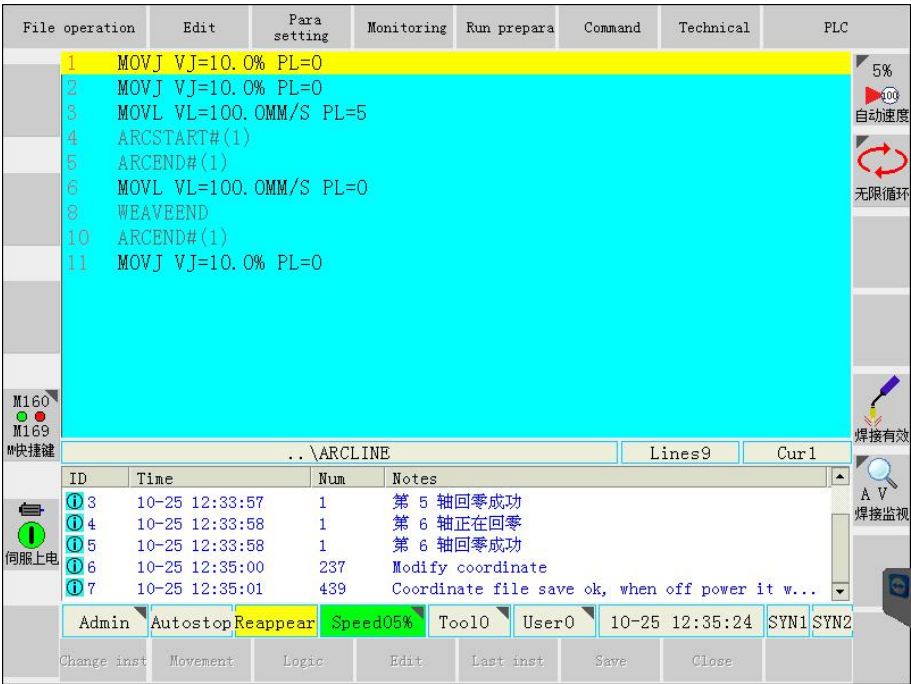 File operation Edit Para setting Monitoring Run prepara Command Technical PLC
1 MOVJ VJ=10.0% PL=0
2 MOVJ VJ=10.0% PL=0
3 MOVL VL=100.0MM/S PL=5
4 ARCSTART#(1)
5 ARCEND#(1)
6 MOVL VL=100.0MM/S PL=0
8 WEAVEEND
10 ARCEND#(1)
11 MOVJ VJ=10.0% PL=0
5%
100
自动速度
无限循环
M160
M169
M快捷键
焊接有效
..\ARCLINE Lines9 Cur1
ID Time Num Notes
3 10-25 12:33:57 1 第 5 轴回零成功
4 10-25 12:33:58 1 第 6 轴正在回零
5 10-25 12:33:58 1 第 6 轴回零成功
6 10-25 12:35:00 237 Modify coordinate
7 10-25 12:35:01 439 Coordinate file save ok, when off power it w...
A V
焊接监视
伺服上电
Admin Autostop Reappear Speed05% Tool0 User0 10-25 12:35:24 SYN1 SYN2
Change inst Movement Logic Edit Last inst Save Close